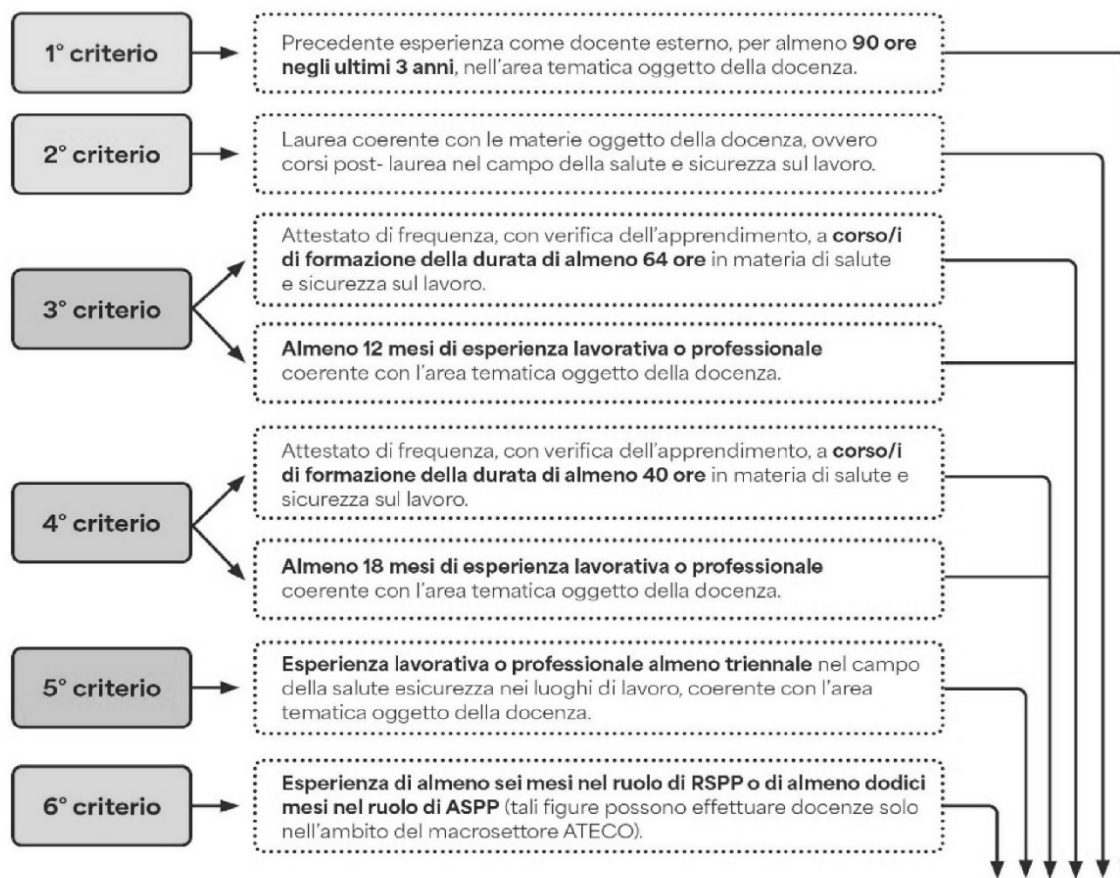 1° criterio
Precedente esperienza come docente esterno, per almeno 90 ore
negli ultimi 3 anni, nell'area tematica oggetto della docenza.
2° criterio
Laurea coerente con le materie oggetto della docenza, ovvero
corsi post- laurea nel campo della salute e sicurezza sul lavoro.
3° criterio
Attestato di frequenza, con verifica dell'apprendimento, a corso/i
di formazione della durata di almeno 64 ore in materia di salute
e sicurezza sul lavoro.
Almeno 12 mesi di esperienza lavorativa o professionale
coerente con l'area tematica oggetto della docenza.
4° criterio
Attestato di frequenza, con verifica dell'apprendimento, a corso/i
di formazione della durata di almeno 40 ore in materia di salute e
sicurezza sul lavoro.
Almeno 18 mesi di esperienza lavorativa o professionale
coerente con l'area tematica oggetto della docenza.
5° criterio
Esperienza lavorativa o professionale almeno triennale nel campo
della salute esicurezza nei luoghi di lavoro, coerente con l'area
tematica oggetto della docenza.
6° criterio
Esperienza di almeno sei mesi nel ruolo di RSPP o di almeno dodici
mesi nel ruolo di ASPP (tali figure possono effettuare docenze solo
nell'ambito del macrosettore ATECO).